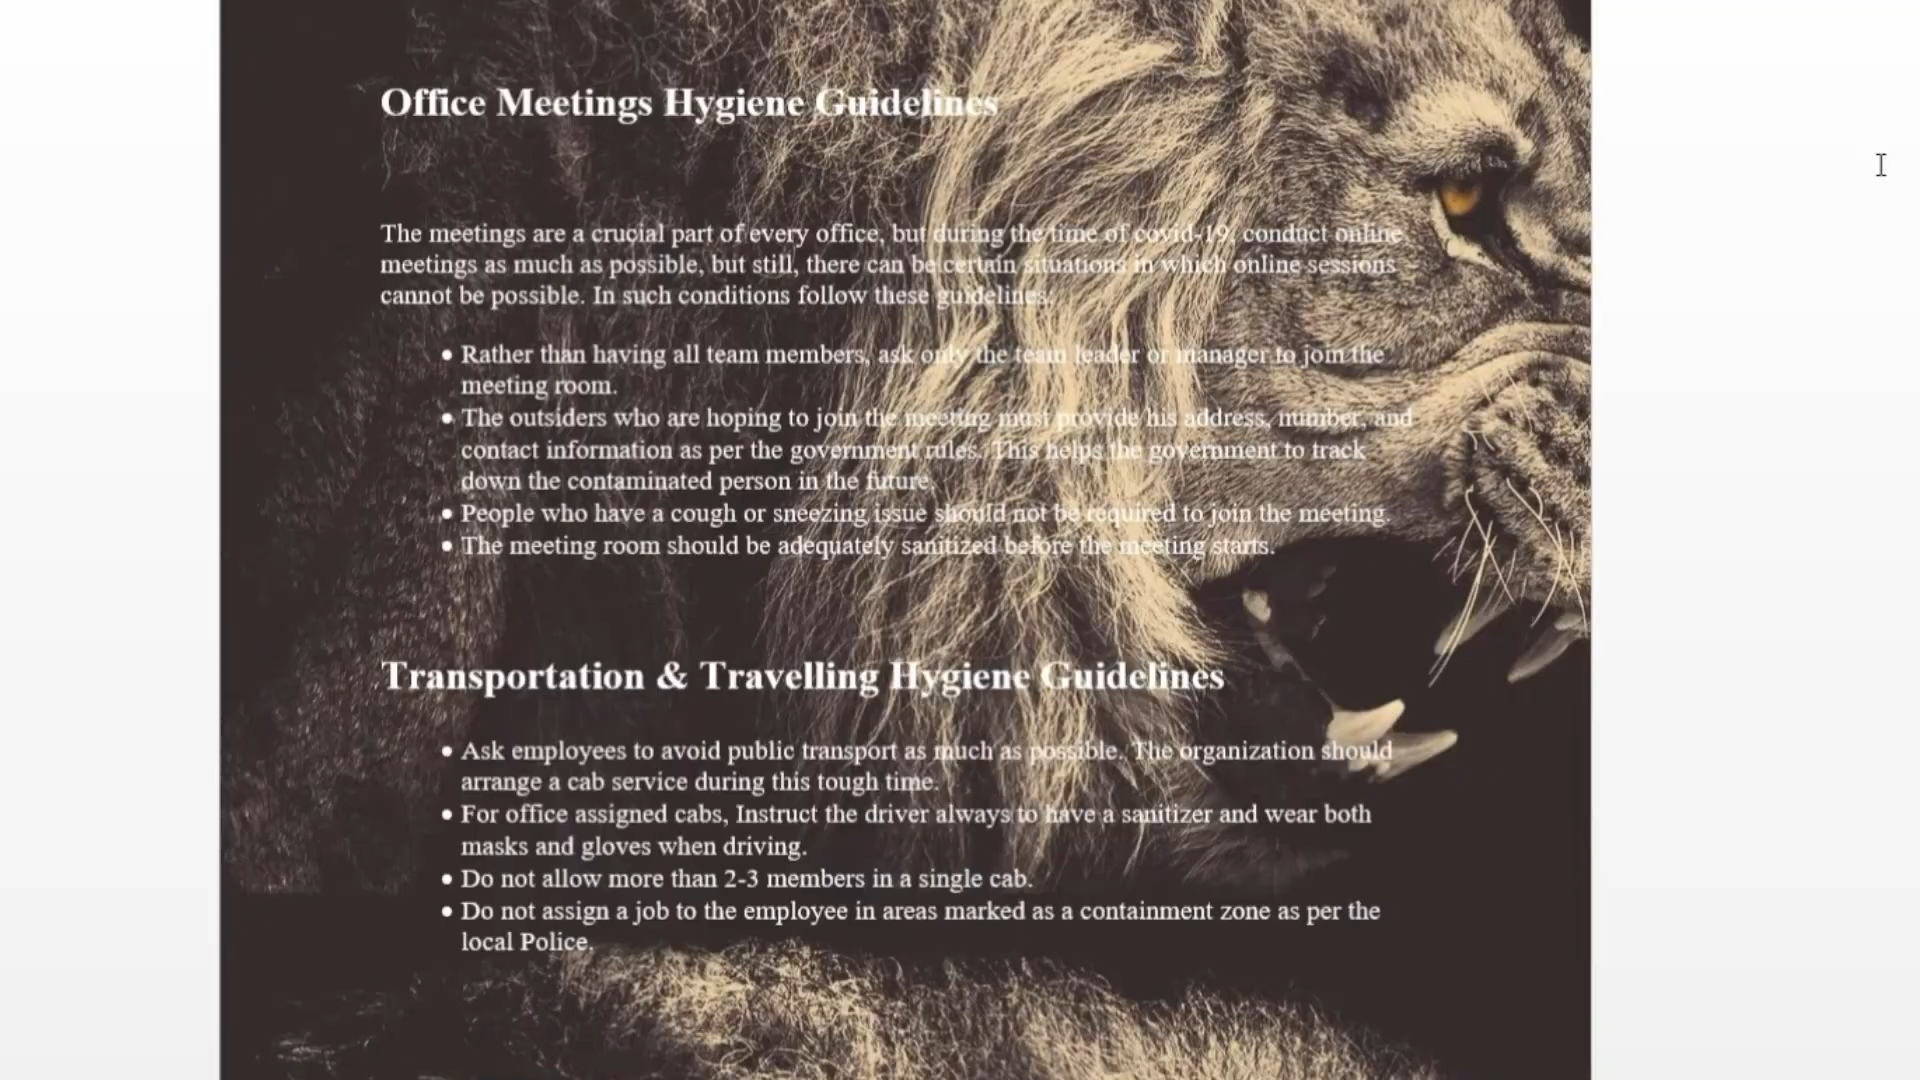 Office Meetings Hygiene Guidelines
The meetings are a crucial part of every office, but during the time of covid-19, conduct online
meetings as much as possible, but still, there can be certain situations in which online sessions
cannot be possible. In such conditions follow these guidelines:
• Rather than having all team members, ask only the team leader or manager to join the
meeting room.
• The outsiders who are hoping to join the meeting must provide his address, number, and
contact information as per the government rules. This helps the government to track
down the contaminated person in the future.
• People who have a cough or sneezing issue should not be required to join the meeting.
• The meeting room should be adequately sanitized before the meeting starts.
Transportation & Travelling Hygiene Guidelines
• Ask employees to avoid public transport as much as possible. The organization should
arrange a cab service during this tough time.
• For office assigned cabs, Instruct the driver always to have a sanitizer and wear both
masks and gloves when driving.
• Do not allow more than 2-3 members in a single cab.
• Do not assign a job to the employee in areas marked as a containment zone as per the
local Police.